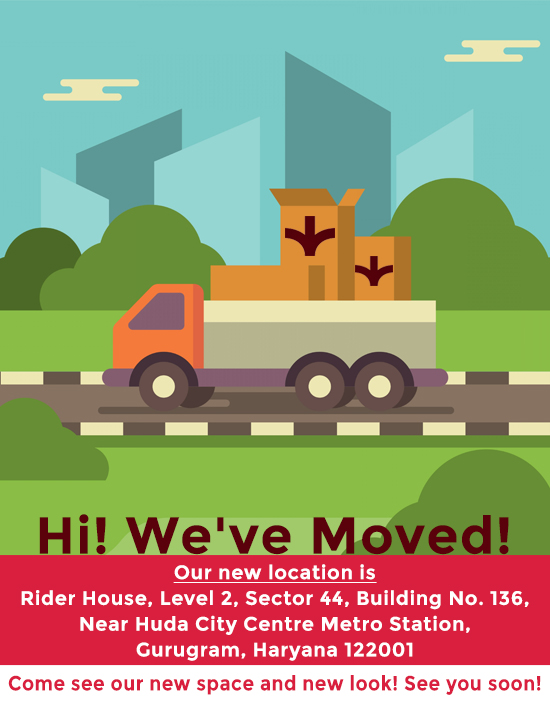 Hi! We've Moved!
Our new location is
Rider House, Level 2, Sector 44, Building No. 136,
Near Huda City Centre Metro Station,
Gurugram, Haryana 122001
Come see our new space and new look! See you soon!